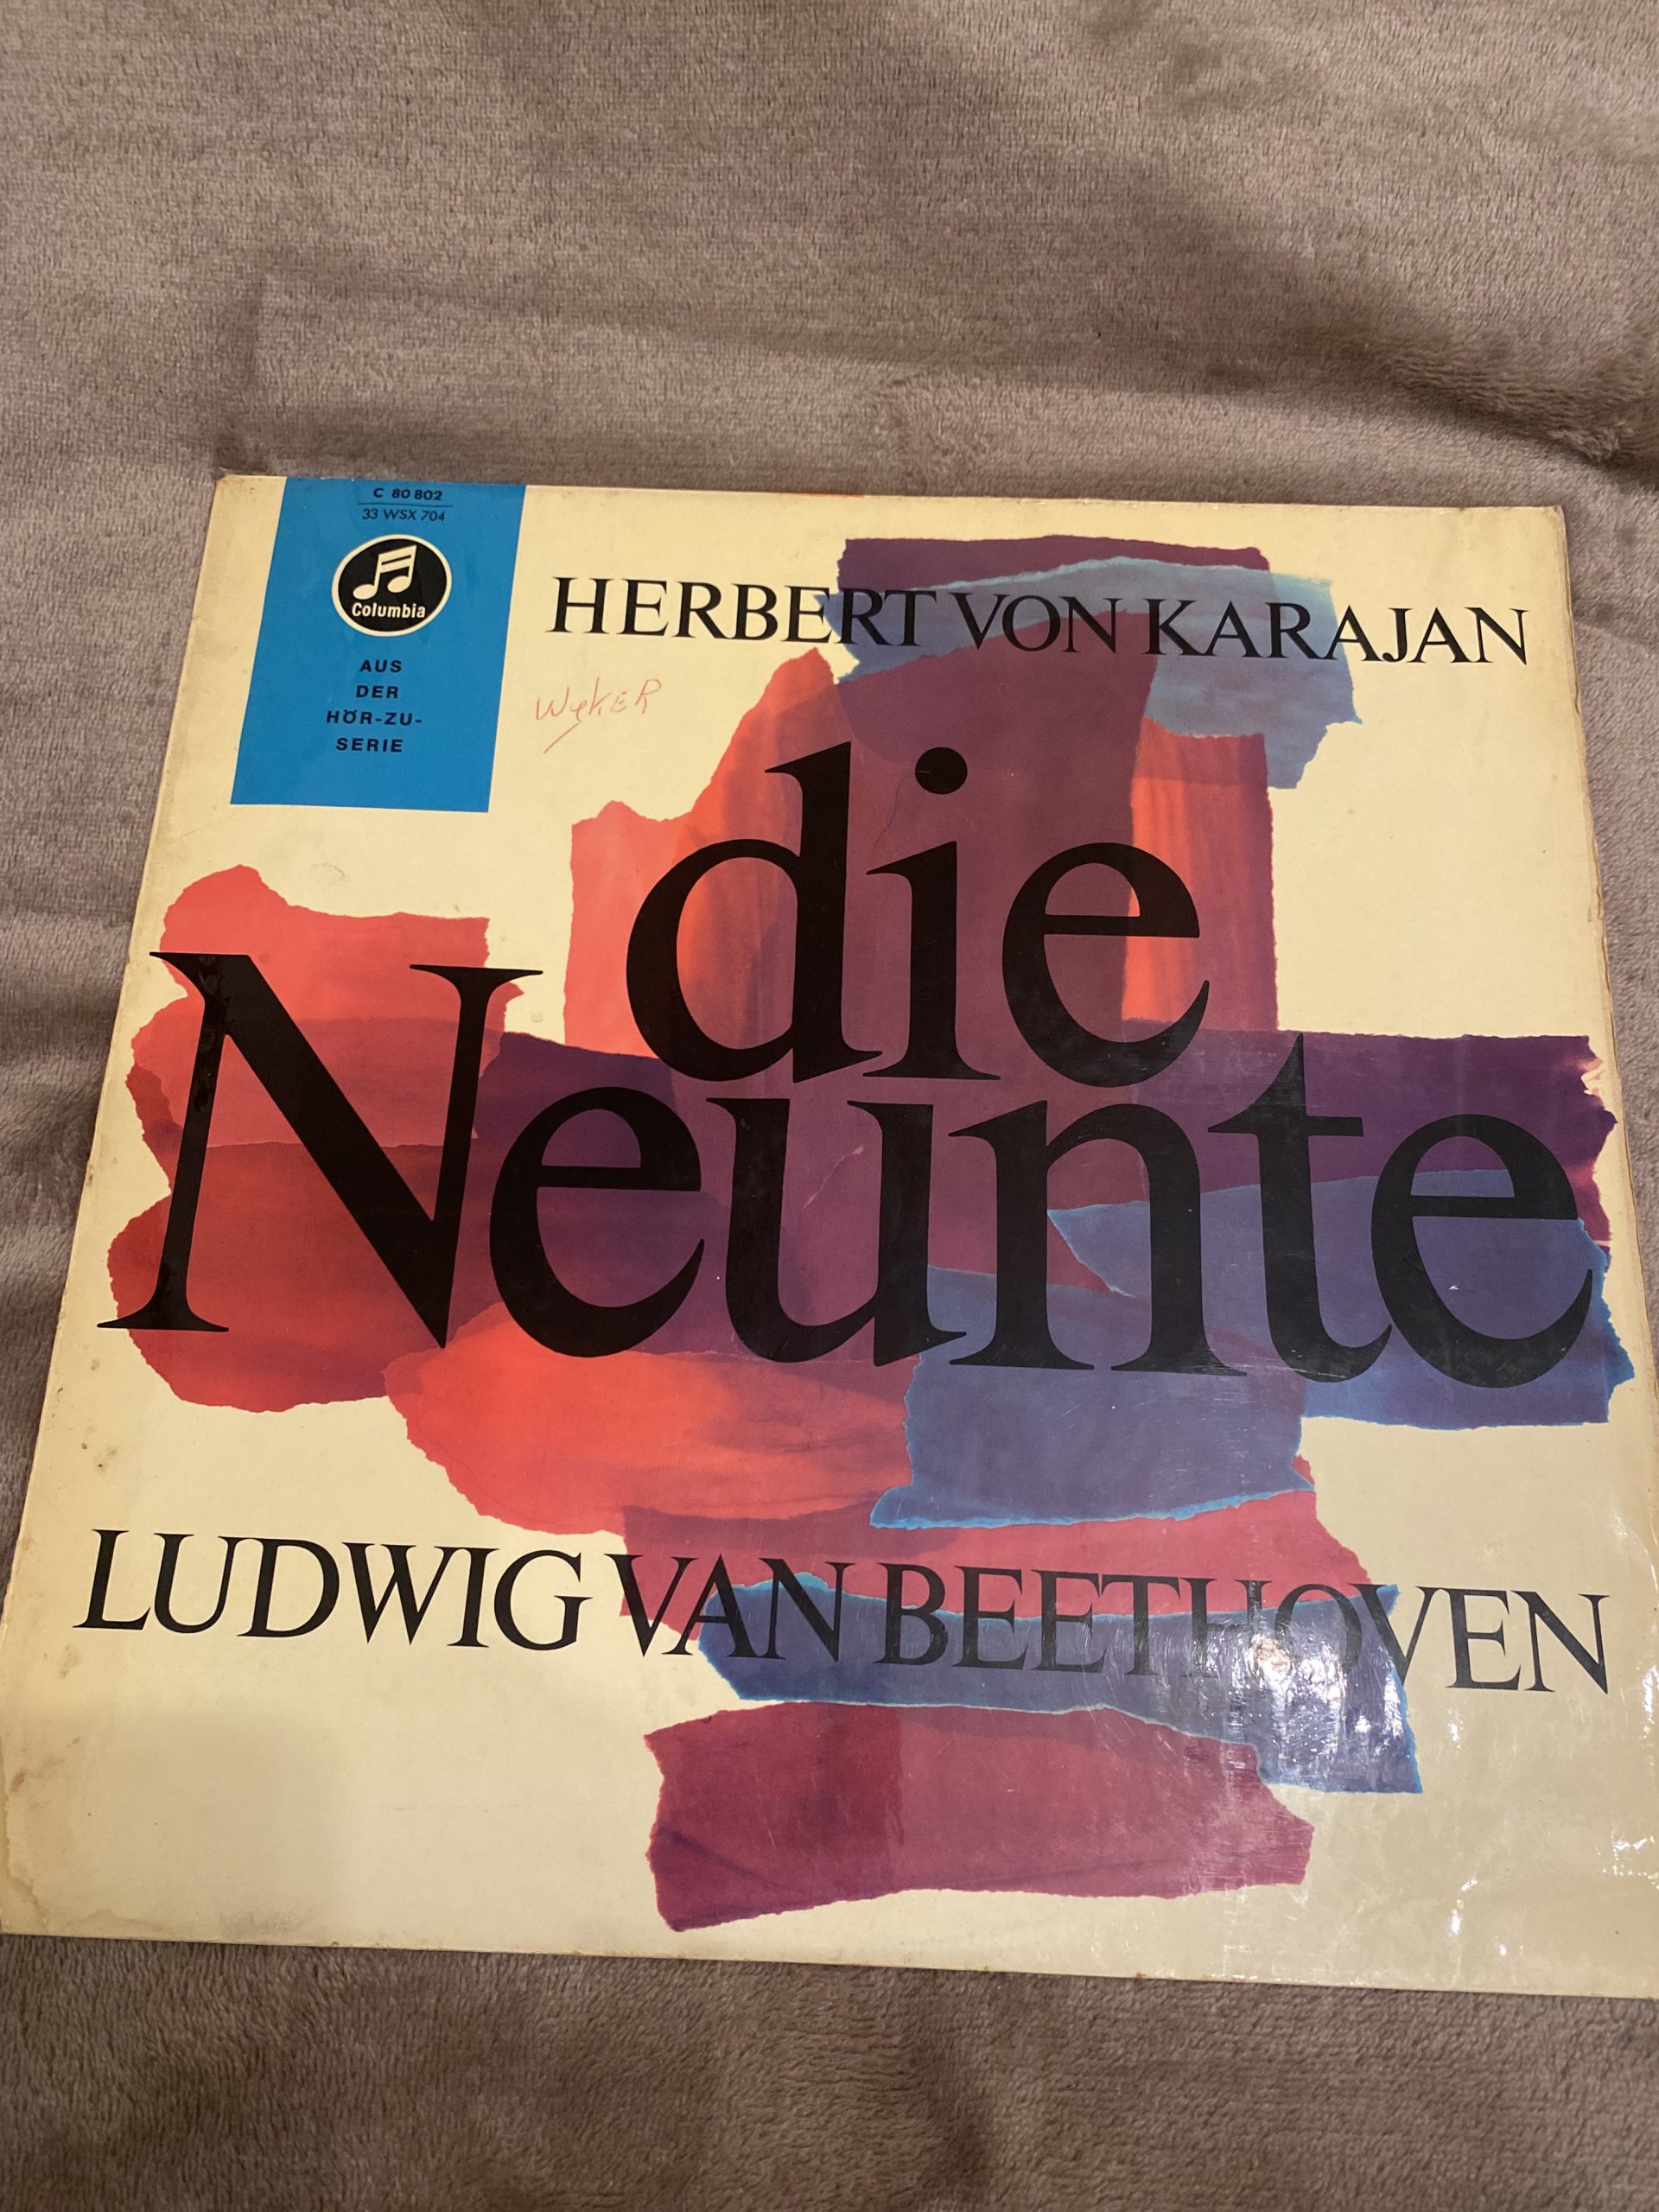 C 80 802
33 WSX 704
Columbia
AUS
DER
HÖR-ZU-
SERIE
HERBERT VON KARAJAN
die
Neunte
LUDWIG VAN BEETHOVEN